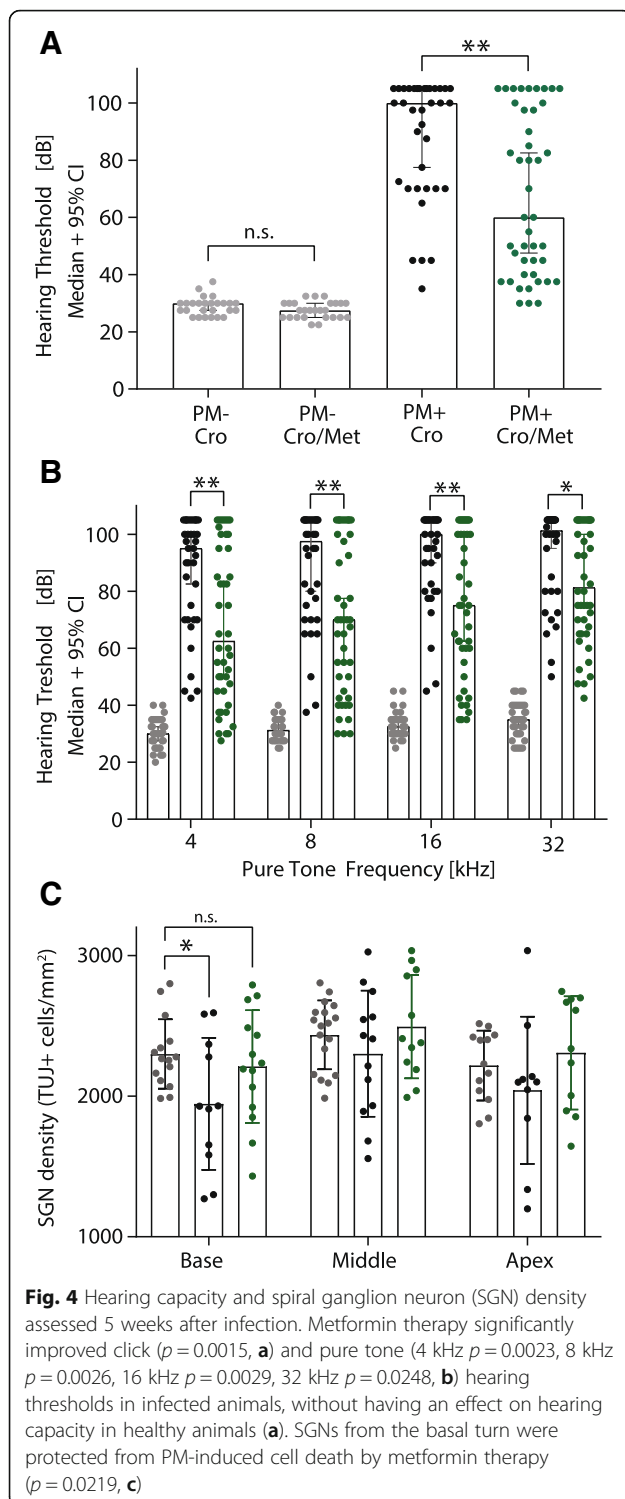 A
**
n.s.
Hearing Threshold [dB]
Median + 95% CI
100
80
60
40
20
0
PM-
Cro
PM-
Cro/Met
PM+
Cro
PM+
Cro/Met
B
**
**
**
*
Hearing Treshold [dB]
Median + 95% CI
100
80
60
40
20
0
4
8
16
32
Pure Tone Frequency [kHz]
C
n.s.
*
SGN density (TUJ+ cells/mm²)
3000
2000
1000
Base
Middle
Apex
Fig. 4 Hearing capacity and spiral ganglion neuron (SGN) density
assessed 5 weeks after infection. Metformin therapy significantly
improved click (p = 0.0015, a) and pure tone (4 kHz p = 0.0023, 8 kHz
p = 0.0026, 16 kHz p = 0.0029, 32 kHz p = 0.0248, b) hearing
thresholds in infected animals, without having an effect on hearing
capacity in healthy animals (a). SGNs from the basal turn were
protected from PM-induced cell death by metformin therapy
(p = 0.0219, c)